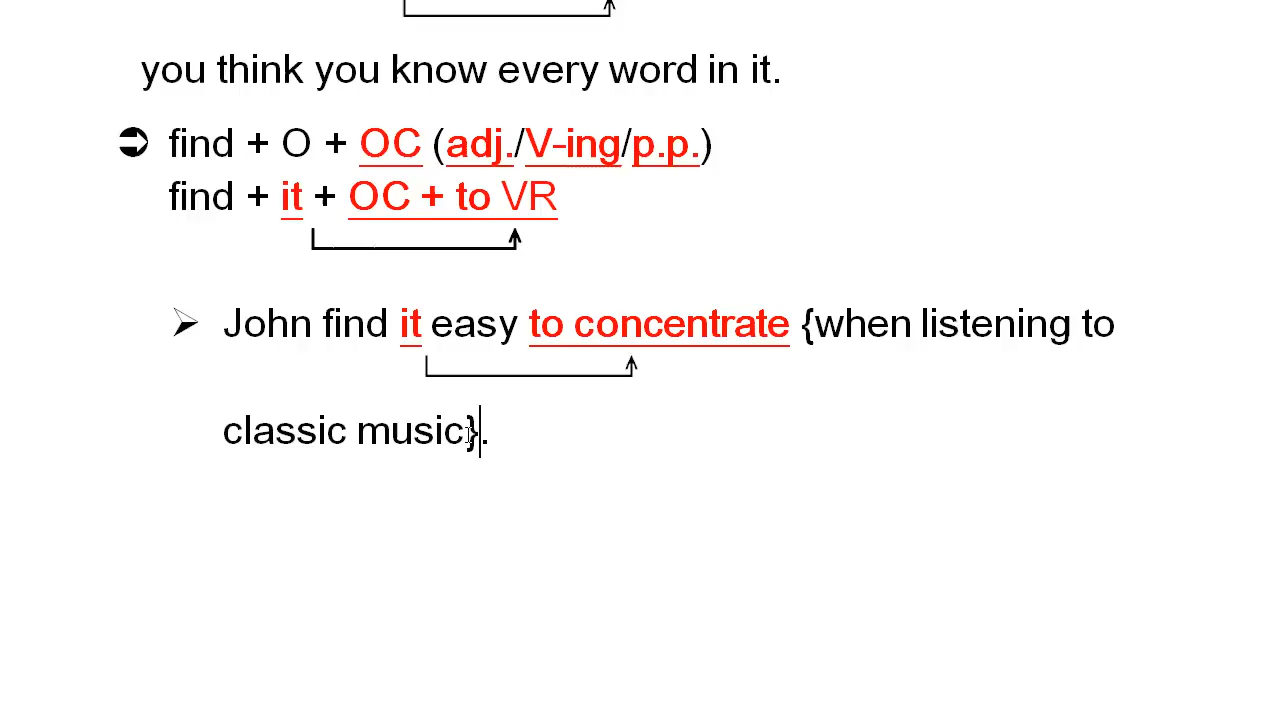 you think you know every word in it.
➲ find + O + OC (adj./V-ing/p.p.)
find + it + OC + to VR
➢ John find it easy to concentrate {when listening to
classic music}.